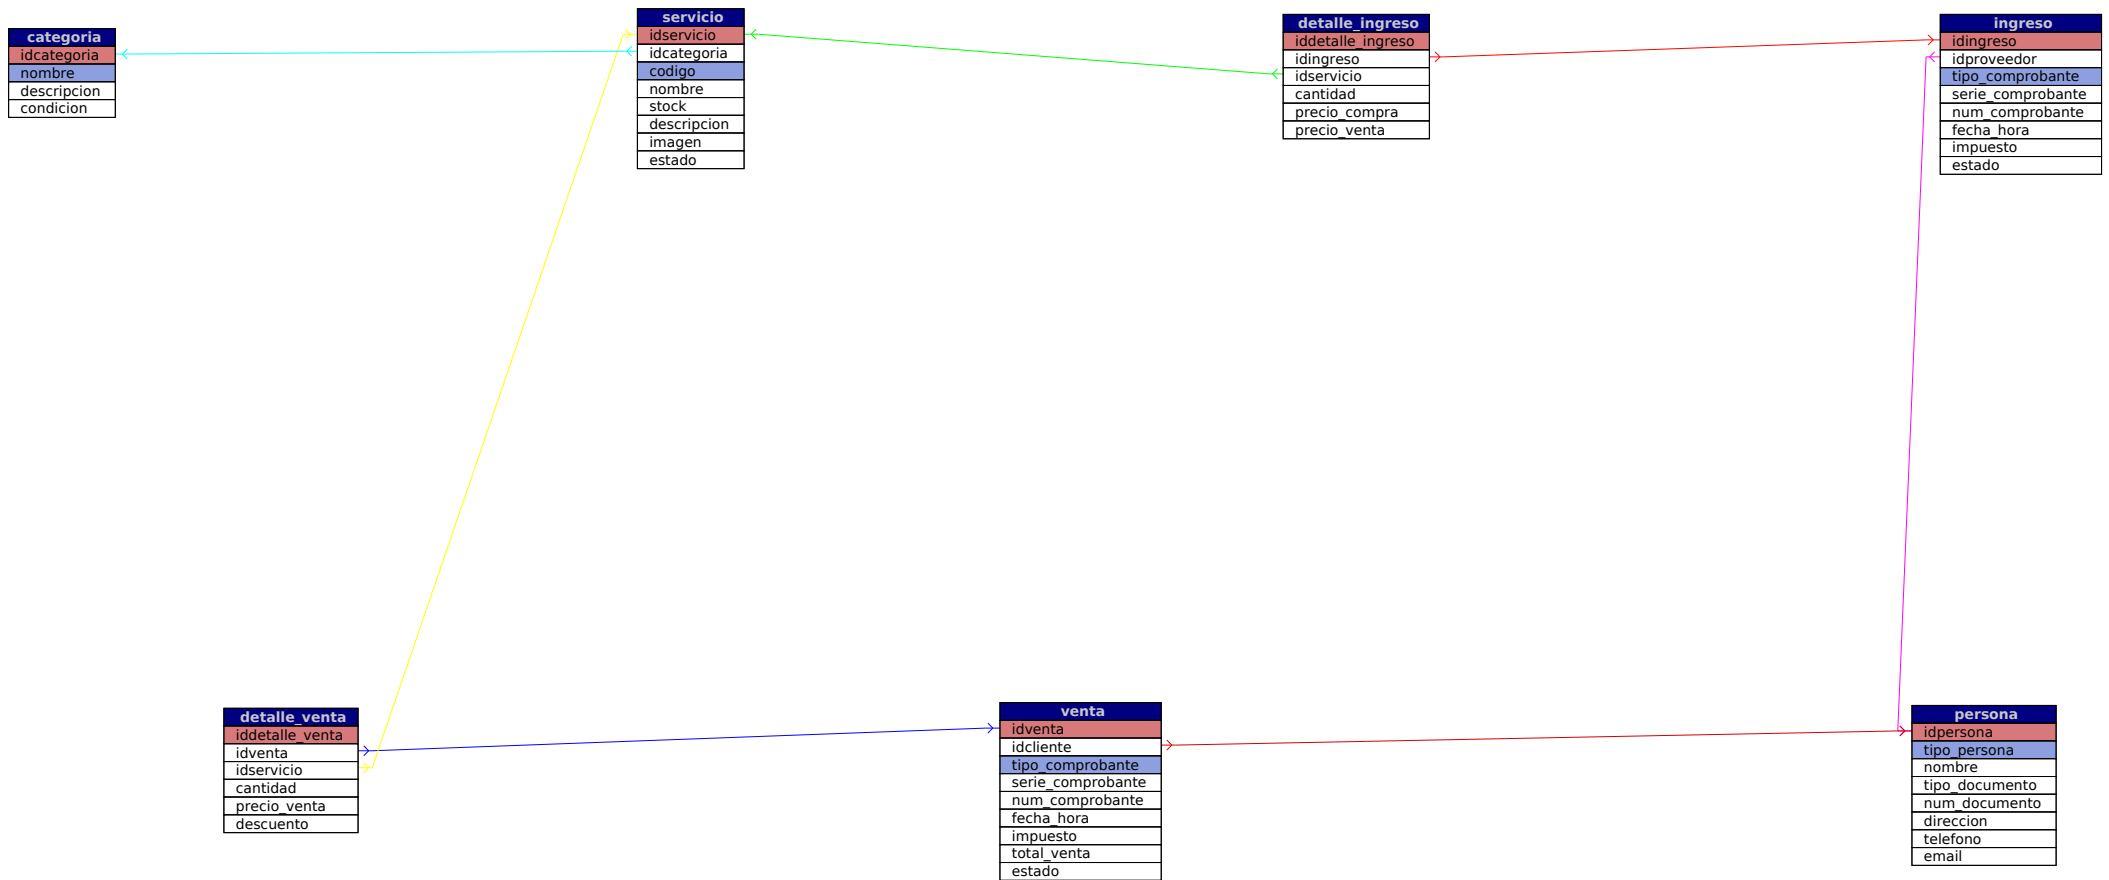 categoria
idcategoria
nombre
descripcion
condicion
servicio
idservicio
idcategoria
codigo
nombre
stock
descripcion
imagen
estado
detalle_ingreso
iddetalle_ingreso
idingreso
idservicio
cantidad
precio_compra
precio_venta
ingreso
idingreso
idproveedor
tipo_comprobante
serie_comprobante
num_comprobante
fecha_hora
impuesto
estado
detalle_venta
iddetalle_venta
idventa
idservicio
cantidad
precio_venta
descuento
venta
idventa
idcliente
tipo_comprobante
serie_comprobante
num_comprobante
fecha_hora
impuesto
total_venta
estado
persona
idpersona
tipo_persona
nombre
tipo_documento
num_documento
direccion
telefono
email